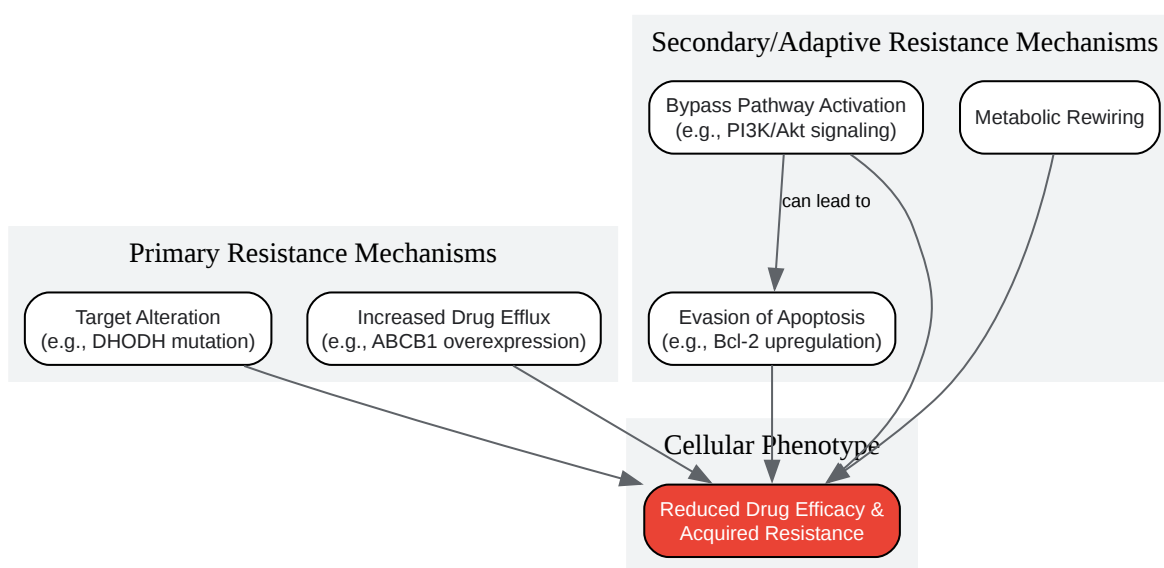 Secondary/Adaptive Resistance Mechanisms
Bypass Pathway Activation
(e.g., PI3K/Akt signaling)
Metabolic Rewiring
can lead to
Primary Resistance Mechanisms
Target Alteration
(e.g., DHODH mutation)
Increased Drug Efflux
(e.g., ABCB1 overexpression)
Evasion of Apoptosis
(e.g., Bcl-2 upregulation)
Cellular Phenotype
Reduced Drug Efficacy &
Acquired Resistance